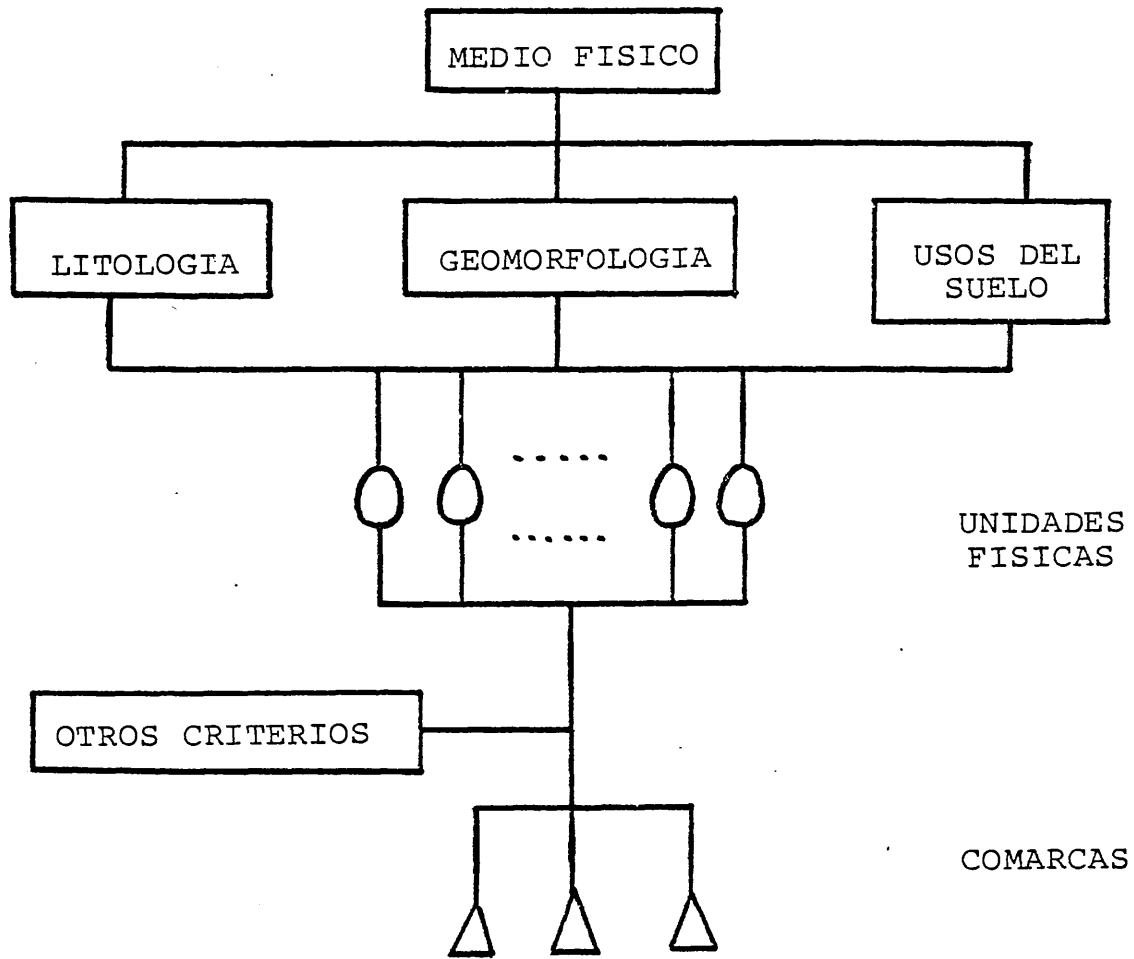 MEDIO FISICO
LITOLOGIA
GEOMORFOLOGIA
USOS DEL
SUELO
UNIDADES
FISICAS
OTROS CRITERIOS
COMARCAS